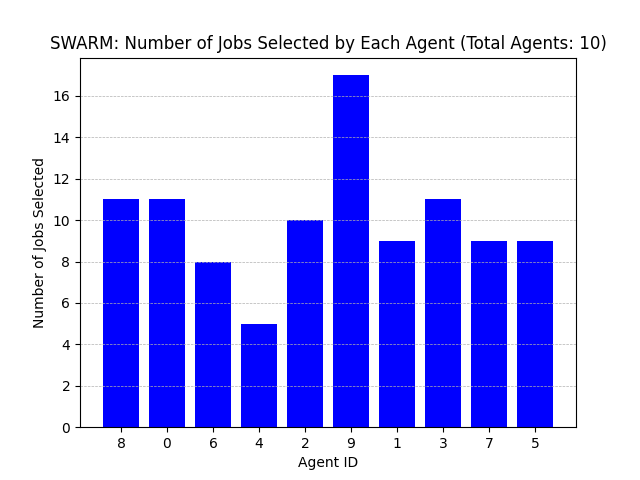 SWARM: Number of Jobs Selected by Each Agent (Total Agents: 10)
Number of Jobs Selected
16
14
12
10
8
6
4
2
0
8 0 6 4 2 9 1 3 7 5
Agent ID